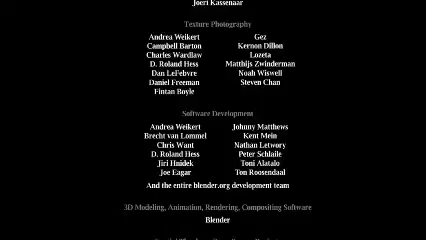 Joeri Kassenaar
Texture Photography
Andrea Weikert Gez
Campbell Barton Kernon Dillon
Charles Wardlaw Lozeta
D. Roland Hess Matthijs Zwinderman
Dan LeFebvre Noah Wiswell
Daniel Freeman Steven Chan
Fintan Boyle
Software Development
Andrea Weikert Johnny Matthews
Brecht van Lommel Kent Mein
Chris Want Nathan Letwory
D. Roland Hess Peter Schlaile
Jiri Hnidek Toni Alatalo
Joe Eagar Ton Roosendaal
And the entire blender.org development team
3D Modeling, Animation, Rendering, Compositing Software
Blender